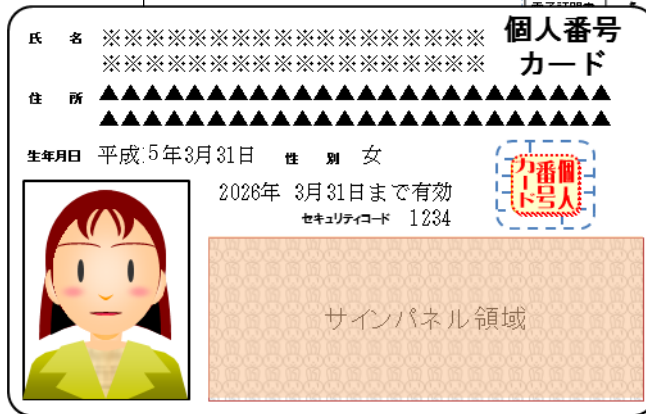 個人番号
カード
氏 名 ※※※※※※※※※※※※※※※※※※
※※※※※※※※※※※※※※※※※※
住 所 ▲▲▲▲▲▲▲▲▲▲▲▲▲▲▲▲▲▲▲▲▲▲▲▲
▲▲▲▲▲▲▲▲▲▲▲▲▲▲▲▲▲▲▲▲▲▲▲▲
生年月日 平成 5年3月31日 性 別 女
2026年 3月31日まで有効
セキュリティコード 1234
個人
番号
カード
サインパネル領域